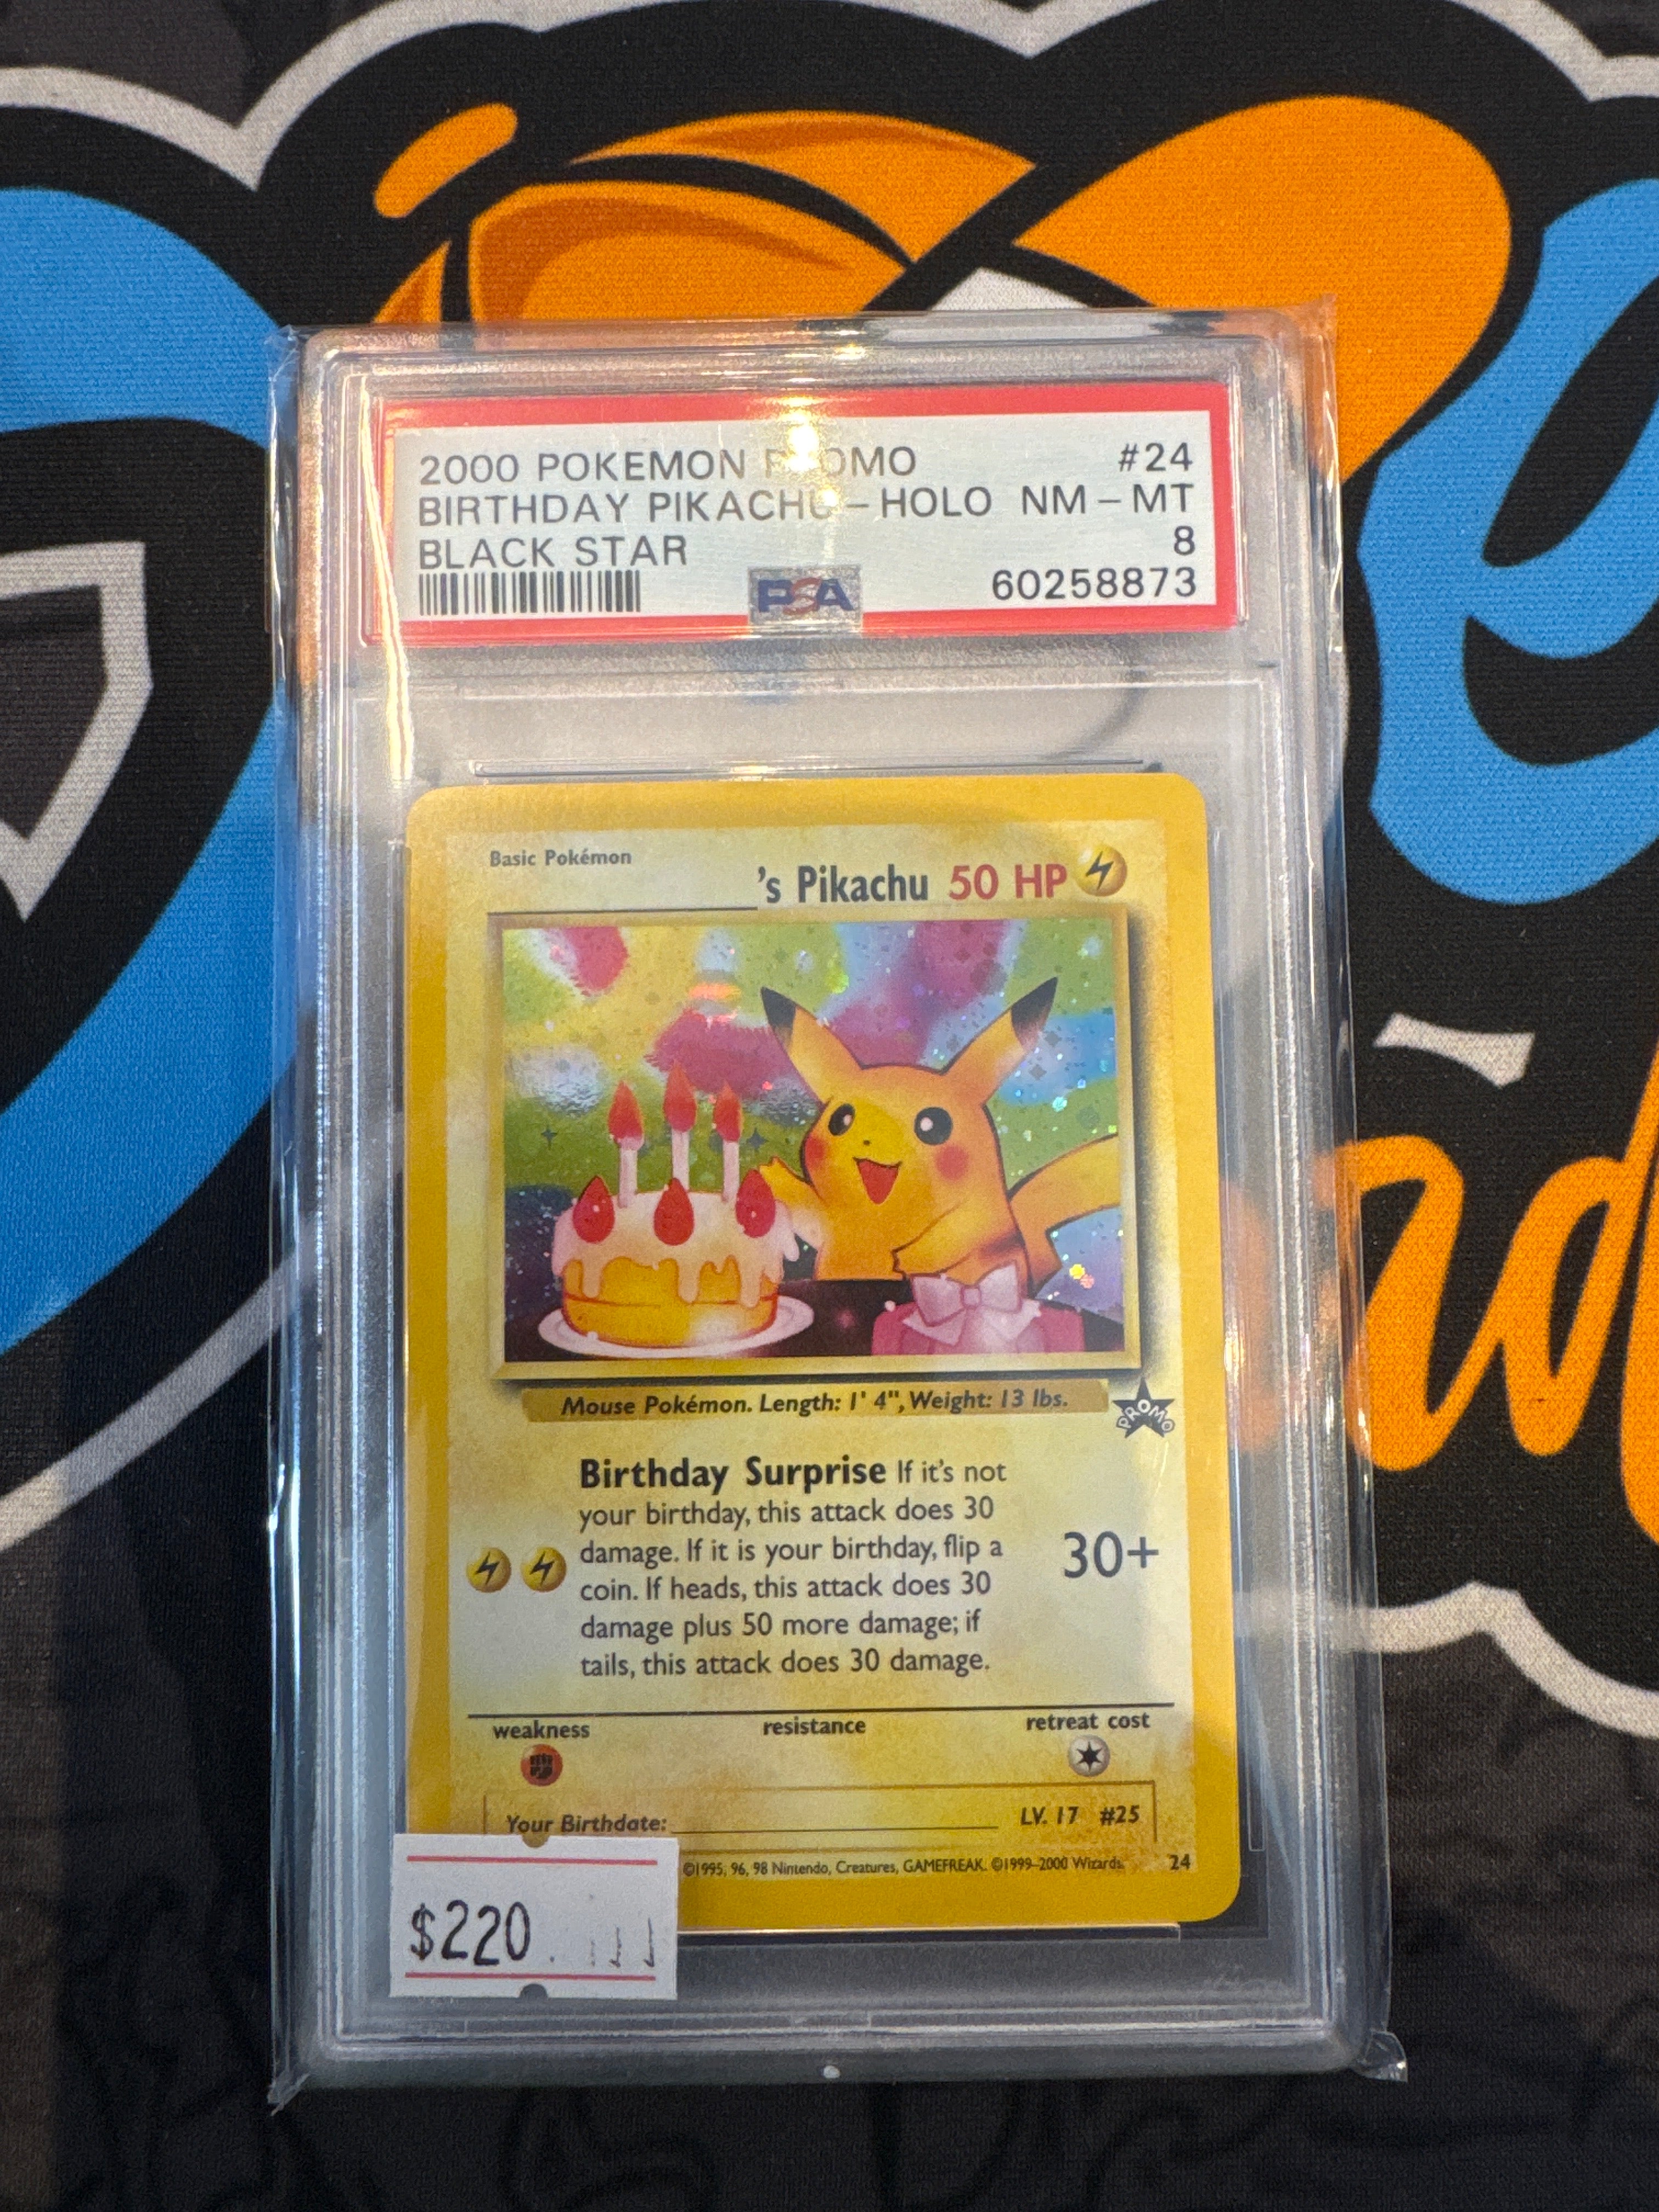 2000 POKEMON PROMO #24
BIRTHDAY PIKACHU-HOLO NM-MT
BLACK STAR 8
PSA 60258873
Basic Pokémon
's Pikachu 50 HP
Mouse Pokémon. Length: 1' 4", Weight: 13 lbs.
PROMO
Birthday Surprise If it's not
your birthday, this attack does 30
damage. If it is your birthday, flip a
coin. If heads, this attack does 30
damage plus 50 more damage; if
tails, this attack does 30 damage.
30+
weakness resistance retreat cost
Your Birthdate: LV. 17 #25
©1995, 96, 98 Nintendo, Creatures, GAMEFREAK. ©1999-2000 Wizards. 24
$220